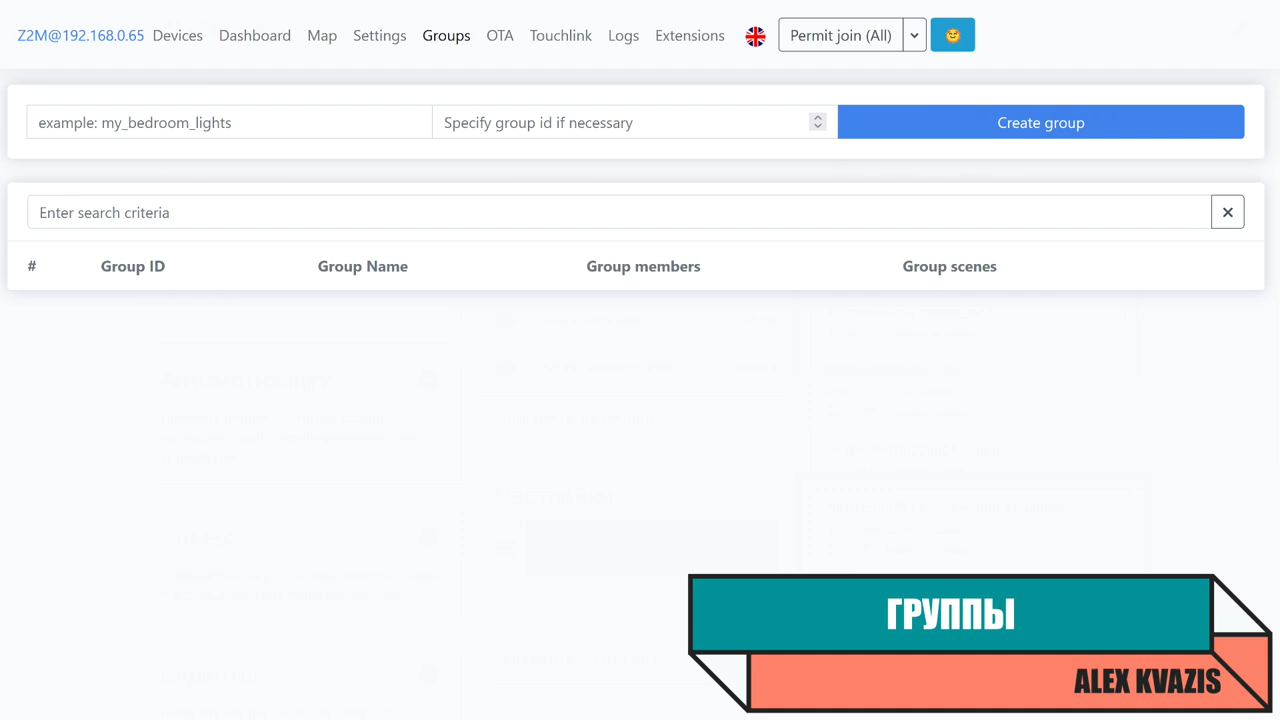 Z2M@192.168.0.65 Devices Dashboard Map Settings Groups OTA Touchlink Logs Extensions Permit join (All)
example: my_bedroom_lights Specify group id if necessary Create group
Enter search criteria
# Group ID Group Name Group members Group scenes
ГРУППЫ
ALEX KVAZIS